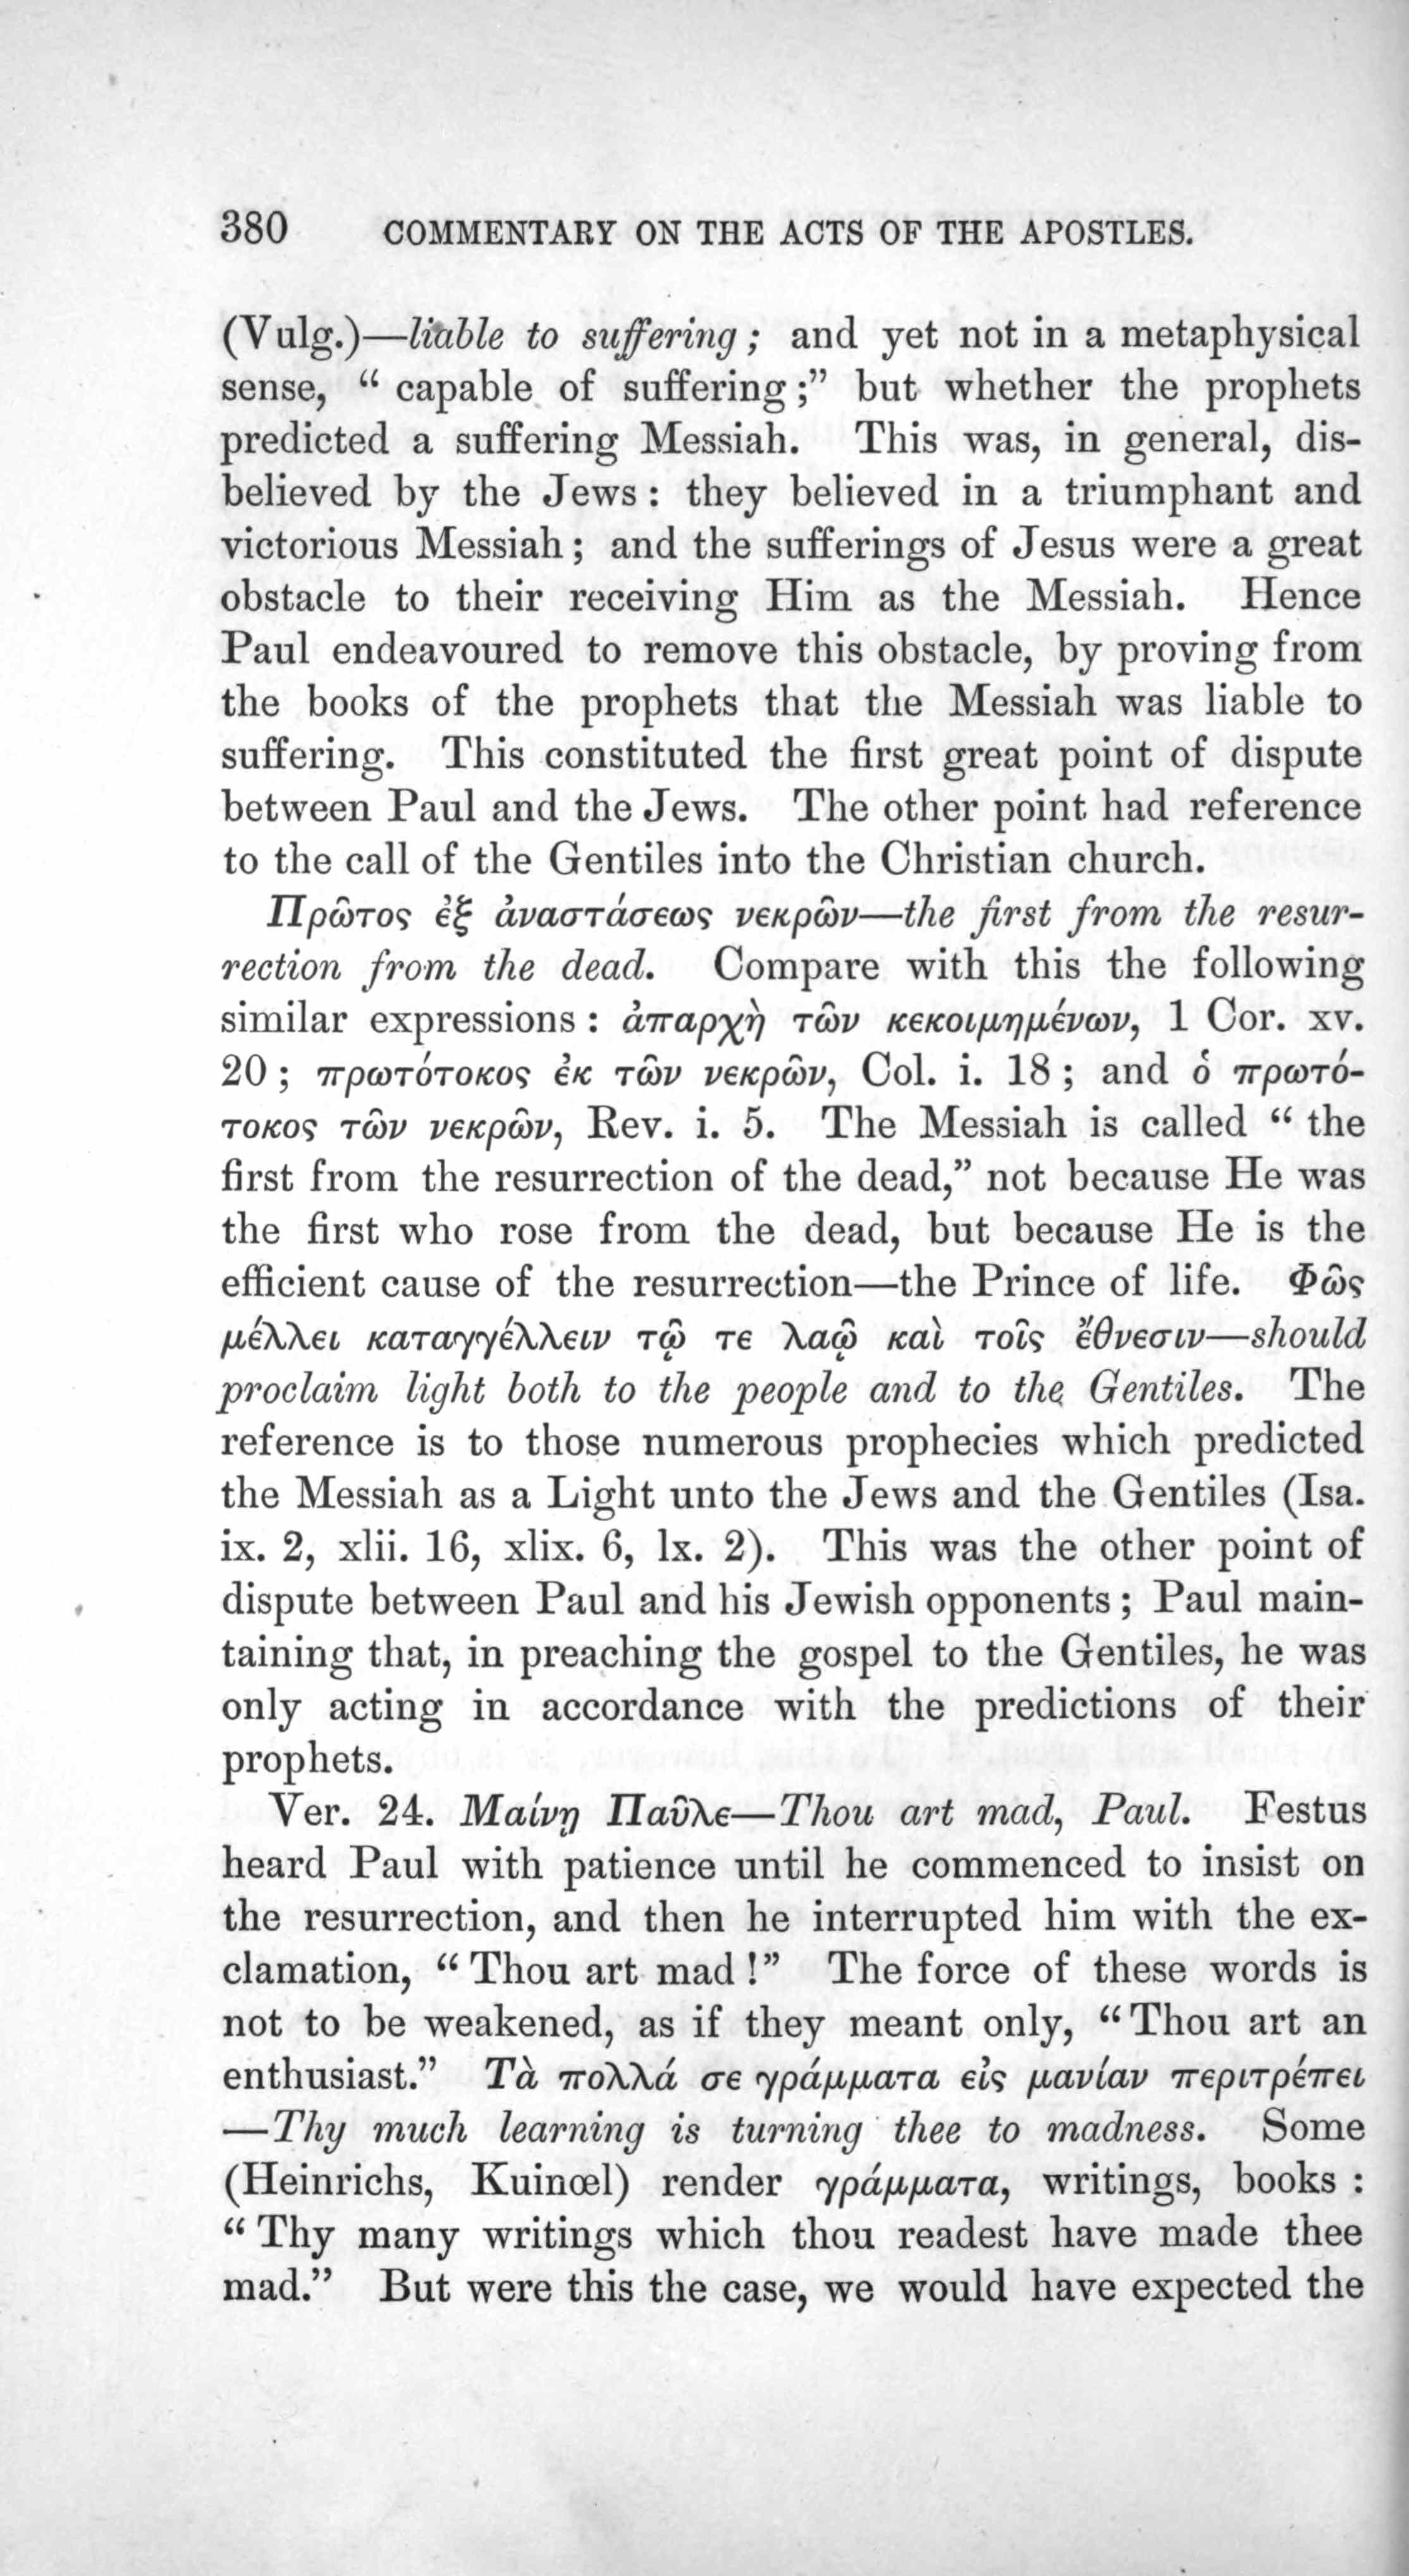 380 COMMENTARY ON THE ACTS OF THE APOSTLES.
(Vulg.)—liable to suffering; and yet not in a metaphysical
sense, “capable of suffering;” but whether the prophets
predicted a suffering Messiah. This was, in general, dis-
believed by the Jews: they believed in a triumphant and
victorious Messiah; and the sufferings of Jesus were a great
obstacle to their receiving Him as the Messiah. Hence
Paul endeavoured to remove this obstacle, by proving from
the books of the prophets that the Messiah was liable to
suffering. This constituted the first great point of dispute
between Paul and the Jews. The other point had reference
to the call of the Gentiles into the Christian church.
Πρῶτος ἐξ ἀναστάσεως νεκρῶν—the first from the resur-
rection from the dead. Compare with this the following
similar expressions: ἀπαρχὴ τῶν κεκοιμημένων, 1 Cor. xv.
20; πρωτότοκος ἐκ τῶν νεκρῶν, Col. i. 18; and ὁ πρωτό-
τοκος τῶν νεκρῶν, Rev. i. 5. The Messiah is called “the
first from the resurrection of the dead,” not because He was
the first who rose from the dead, but because He is the
efficient cause of the resurrection—the Prince of life. Φῶς
μέλλει καταγγέλλειν τῷ τε λαῷ καὶ τοῖς ἔθνεσιν—should
proclaim light both to the people and to the Gentiles. The
reference is to those numerous prophecies which predicted
the Messiah as a Light unto the Jews and the Gentiles (Isa.
ix. 2, xlii. 16, xlix. 6, lx. 2). This was the other point of
dispute between Paul and his Jewish opponents; Paul main-
taining that, in preaching the gospel to the Gentiles, he was
only acting in accordance with the predictions of their
prophets.
Ver. 24. Μαίνῃ Παῦλε—Thou art mad, Paul. Festus
heard Paul with patience until he commenced to insist on
the resurrection, and then he interrupted him with the ex-
clamation, “Thou art mad!” The force of these words is
not to be weakened, as if they meant only, “Thou art an
enthusiast.” Τὰ πολλά σε γράμματα εἰς μανίαν περιτρέπει
—Thy much learning is turning thee to madness. Some
(Heinrichs, Kuinœl) render γράμματα, writings, books:
“Thy many writings which thou readest have made thee
mad.” But were this the case, we would have expected the